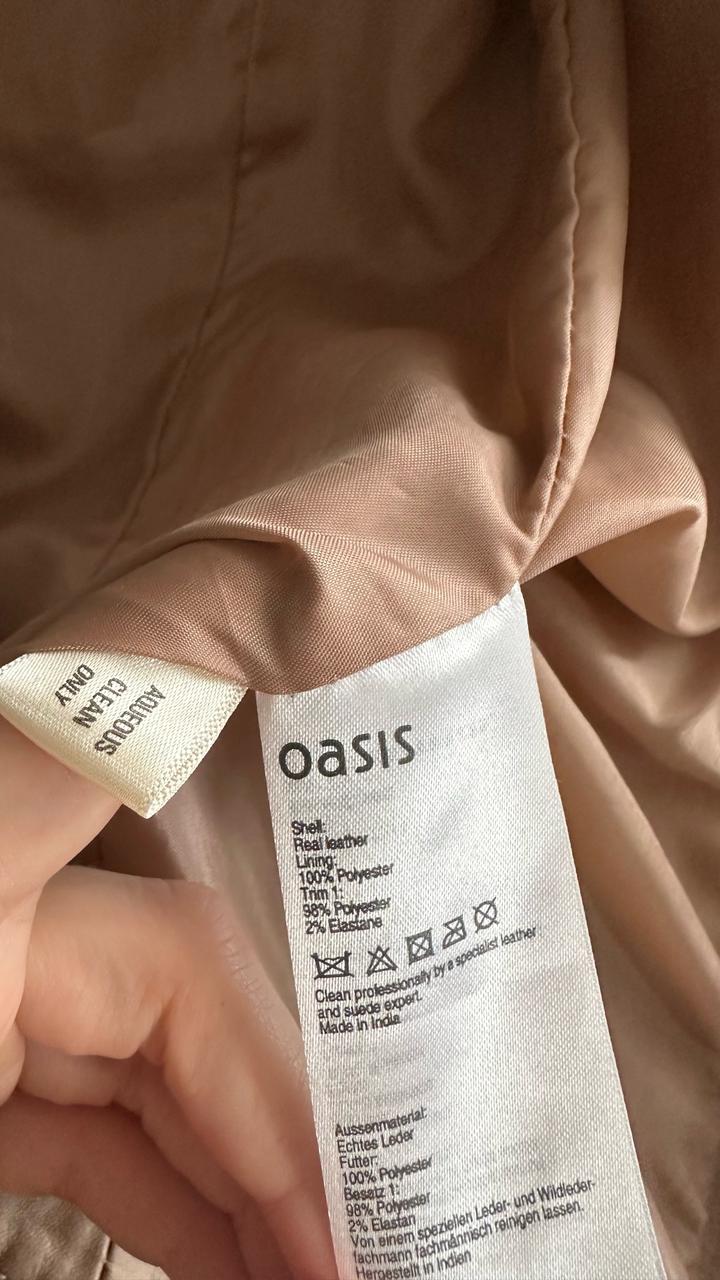 AQUEOUS
CLEAN
ONLY
oasis
Shell:
Real leather
Lining:
100% Polyester
Trim 1:
98% Polyester
2% Elastane
Clean professionally by a specialist leather
and suede expert.
Made in India
Aussenmaterial:
Echtes Leder
Futter:
100% Polyester
Besatz 1:
98% Polyester
2% Elastan
Von einem speziellen Leder- und Wildleder-
fachmann fachmännisch reinigen lassen.
Hergestellt in Indien